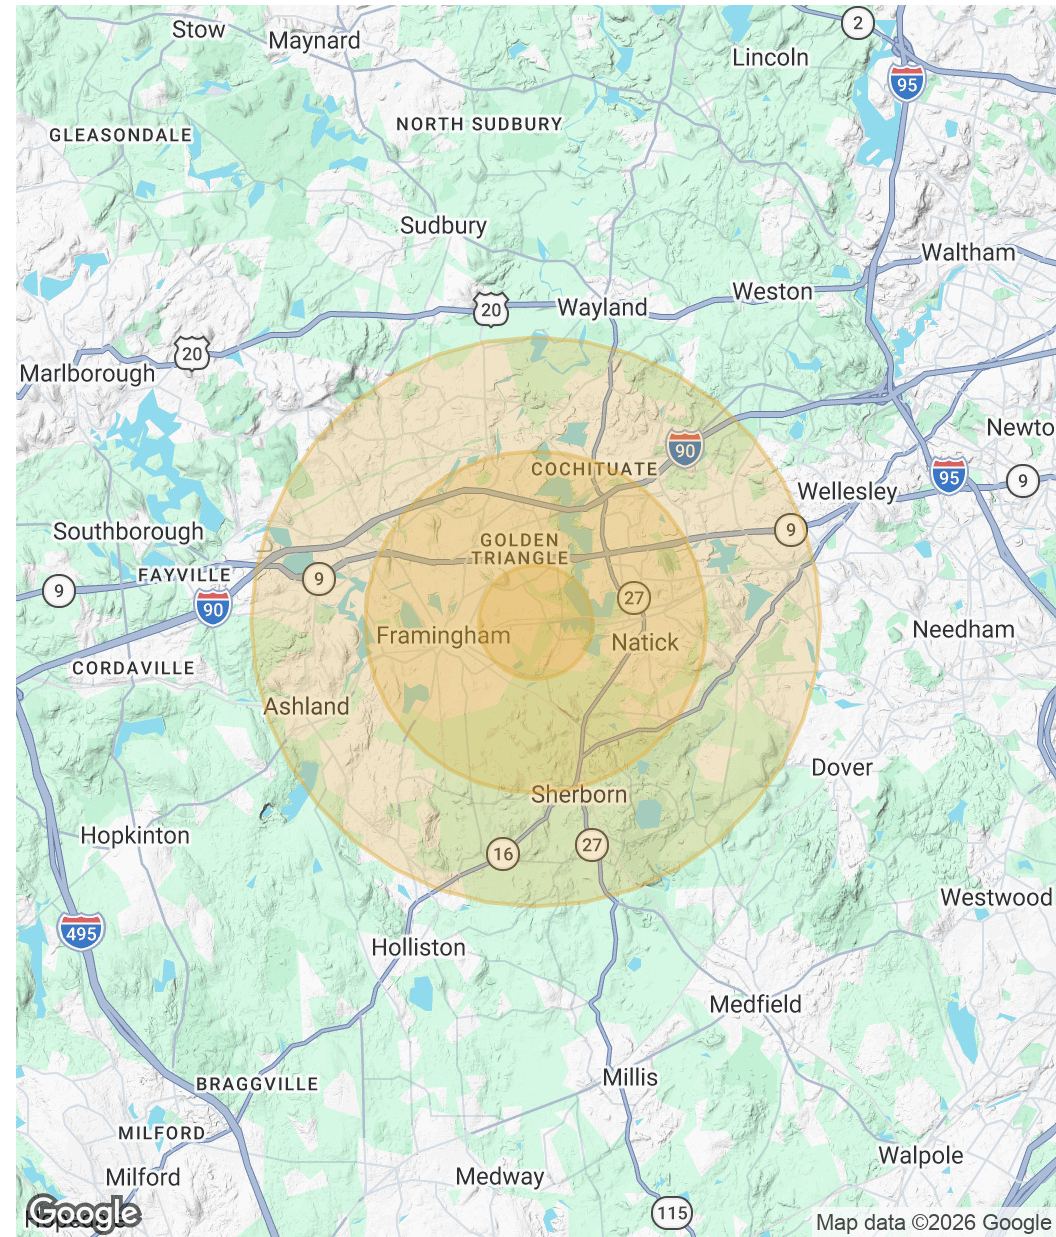 Stow
Maynard
2
Lincoln
95
GLEASONDALE
NORTH SUDBURY
Sudbury
Waltham
Weston
20
Wayland
20
Marlborough
Newto
90
COCHITUATE
95
9
Wellesley
Southborough
9
GOLDEN
TRIANGLE
FAYVILLE
9
9
90
27
Framingham
Natick
Needham
CORDAVILLE
Ashland
Dover
Sherborn
Hopkinton
16
27
Westwood
495
Holliston
Medfield
Millis
BRAGGVILLE
MILFORD
Walpole
Milford
Medway
115
Google
Map data ©2026 Google